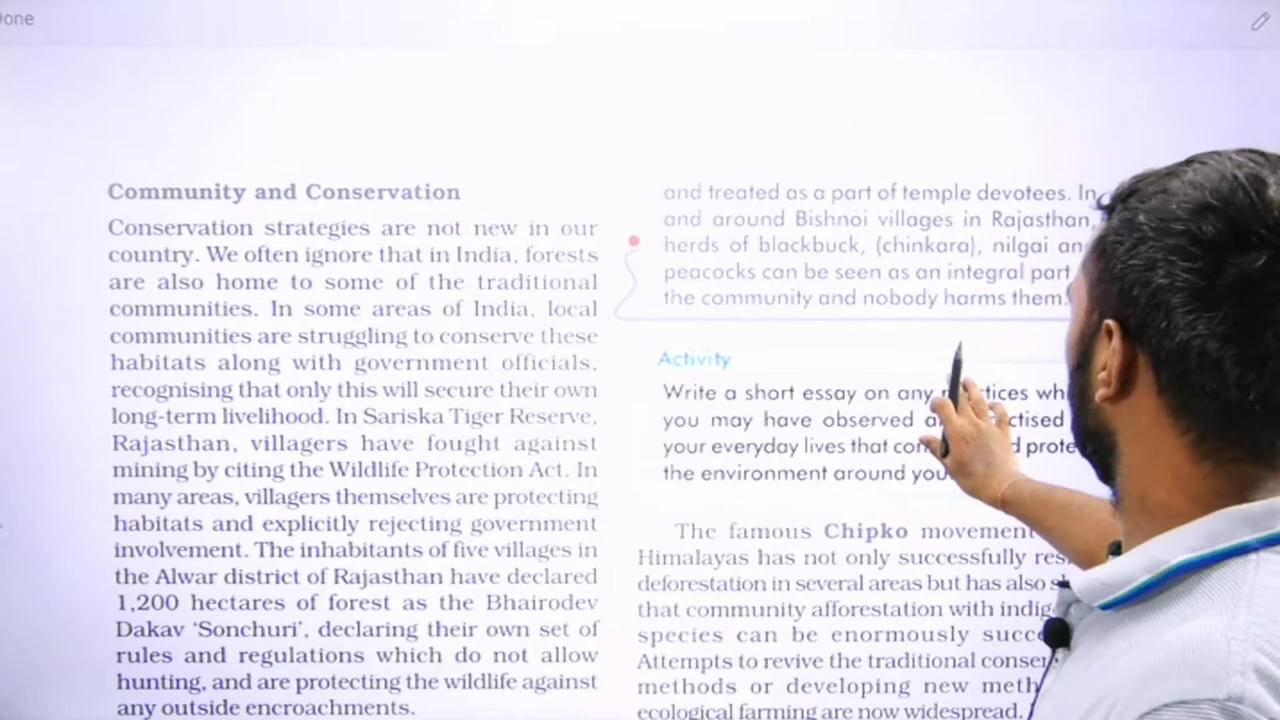 Community and Conservation
Conservation strategies are not new in our
country. We often ignore that in India, forests
are also home to some of the traditional
communities. In some areas of India, local
communities are struggling to conserve these
habitats along with government officials,
recognising that only this will secure their own
long-term livelihood. In Sariska Tiger Reserve,
Rajasthan, villagers have fought against
mining by citing the Wildlife Protection Act. In
many areas, villagers themselves are protecting
habitats and explicitly rejecting government
involvement. The inhabitants of five villages in
the Alwar district of Rajasthan have declared
1,200 hectares of forest as the Bhairodev
Dakav ‘Sonchuri’, declaring their own set of
rules and regulations which do not allow
hunting, and are protecting the wildlife against
any outside encroachments.
and treated as a part of temple devotees. In
and around Bishnoi villages in Rajasthan,
herds of blackbuck, (chinkara), nilgai
peacocks can be seen as an integral part
the community and nobody harms them.
Activity
Write a short essay on any
you may have observed
your everyday lives that
the environment around
The famous Chipko movement
Himalayas has not only successfully
deforestation in several areas but has also
that community afforestation with
species can be enormously
Attempts to revive the traditional
methods or developing new
ecological farming are now widespread.